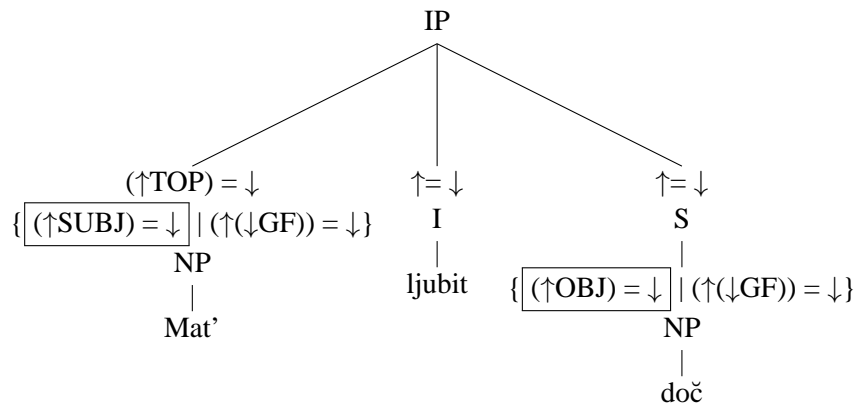 IP
(↑TOP) = ↓ ↑= ↓ ↑= ↓
{ (↑SUBJ) = ↓ | (↑(↓GF)) = ↓} I S
NP ljubit { (↑OBJ) = ↓ | (↑(↓GF)) = ↓}
Mat’ NP
doč̆